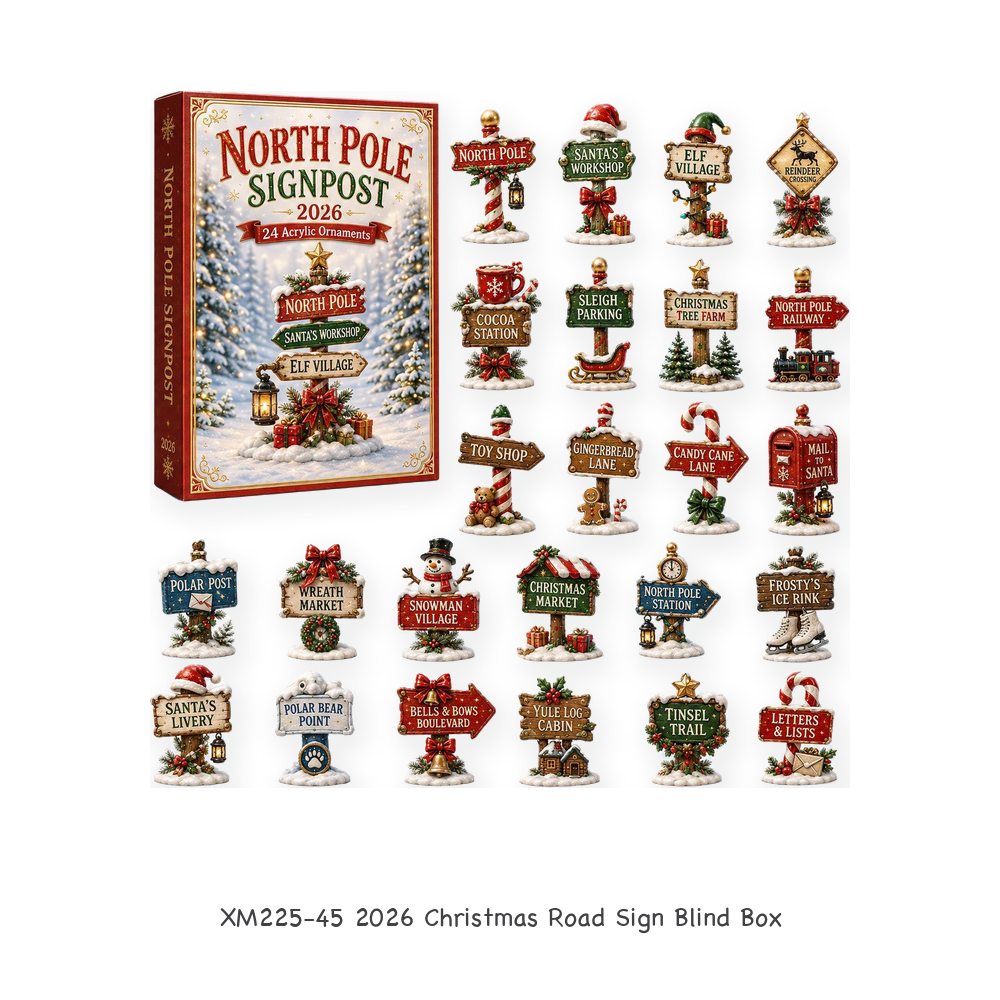 NORTH POLE
SIGNPOST
2026
24 Acrylic Ornaments
NORTH POLE
SANTA'S WORKSHOP
ELF VILLAGE
NORTH POLE SIGNPOST
2026
NORTH POLE
SANTA'S
WORKSHOP
ELF
VILLAGE
REINDEER
CROSSING
COCOA
STATION
SLEIGH
PARKING
CHRISTMAS
TREE FARM
NORTH POLE
RAILWAY
TOY SHOP
GINGERBREAD
LANE
CANDY CANE
LANE
MAIL
TO
SANTA
POLAR POST
WREATH
MARKET
SNOWMAN
VILLAGE
CHRISTMAS
MARKET
NORTH POLE
STATION
FROSTY'S
ICE RINK
SANTA'S
LIVERY
POLAR BEAR
POINT
BELLS & BOWS
BOULEVARD
YULE LOG
CABIN
TINSEL
TRAIL
LETTERS
& LISTS
XM225-45 2026 Christmas Road Sign Blind Box